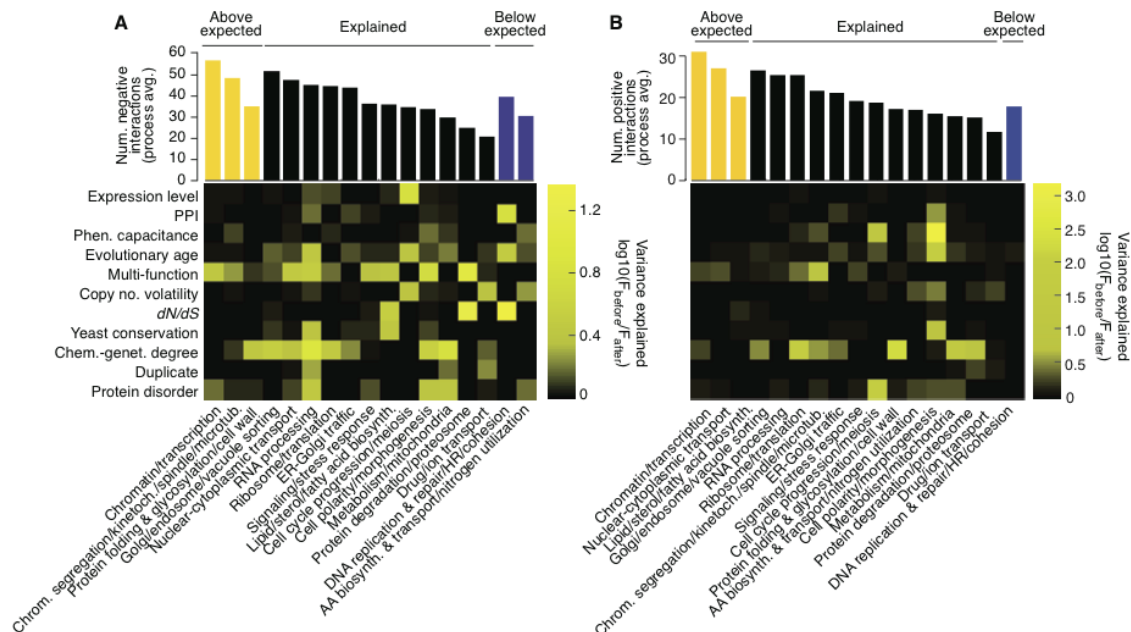 A
Above
expected
Explained
Below
expected
Num. negative
interactions
(process avg.)
60
50
40
30
20
10
0
Expression level
PPI
Phen. capacitance
Evolutionary age
Multi-function
Copy no. volatility
dN/dS
Yeast conservation
Chem.-genet. degree
Duplicate
Protein disorder
1.2
0.8
0.4
0
Variance explained
log10(Fbefore/Fafter)
Chromatin/transcription
Chrom. segregation/kinetoch./spindle/microtub.
Protein folding & glycosylation/cell wall
Golgi/endosome/vacuole sorting
Nuclear-cytoplasmic transport
RNA processing
Ribosome/translation
ER-Golgi traffic
Signaling/stress response
Lipid/sterol/fatty acid biosynth.
Cell cycle progression/meiosis
Cell polarity/morphogenesis
Metabolism/mitochondria
Protein degradation/proteosome
Drug/ion transport
DNA replication & repair/HR/cohesion
AA biosynth. & transport/nitrogen utilization
B
Above
expected
Explained
Below
expected
Num. positive
interactions
(process avg.)
30
20
10
0
3.0
2.5
2.0
1.5
1.0
0.5
0
Variance explained
log10(Fbefore/Fafter)
Chromatin/transcription
Nuclear-cytoplasmic transport
Lipid/sterol/fatty acid biosynth.
Golgi/endosome/vacuole sorting
RNA processing
Ribosome/translation
Chrom. segregation/kinetoch./spindle/microtub.
ER-Golgi traffic
Signaling/stress response
Cell cycle progression/meiosis
Protein folding & glycosylation/cell wall
AA biosynth. & transport/nitrogen utilization
Cell polarity/morphogenesis
Metabolism/mitochondria
Protein degradation/proteosome
Drug/ion transport
DNA replication & repair/HR/cohesion